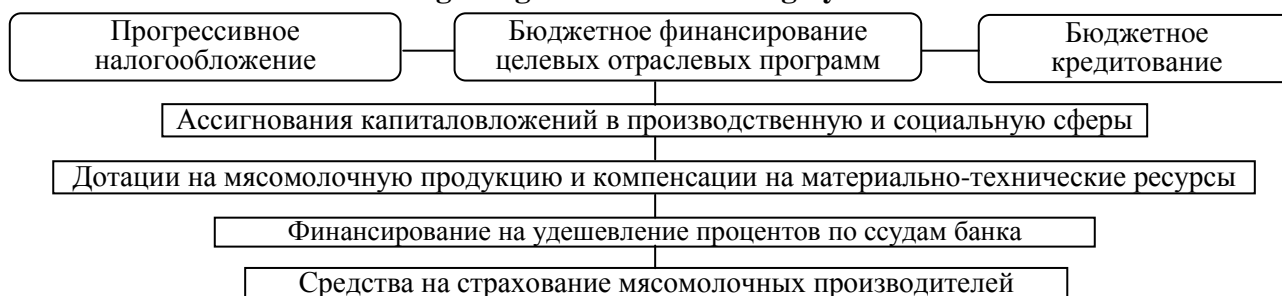 Прогрессивное
налогообложение
Бюджетное финансирование
целевых отраслевых программ
Бюджетное
кредитование
Ассигнования капиталовложений в производственную и социальную сферы
Дотации на мясомолочную продукцию и компенсации на материально-технические ресурсы
Финансирование на удешевление процентов по ссудам банка
Средства на страхование мясомолочных производителей